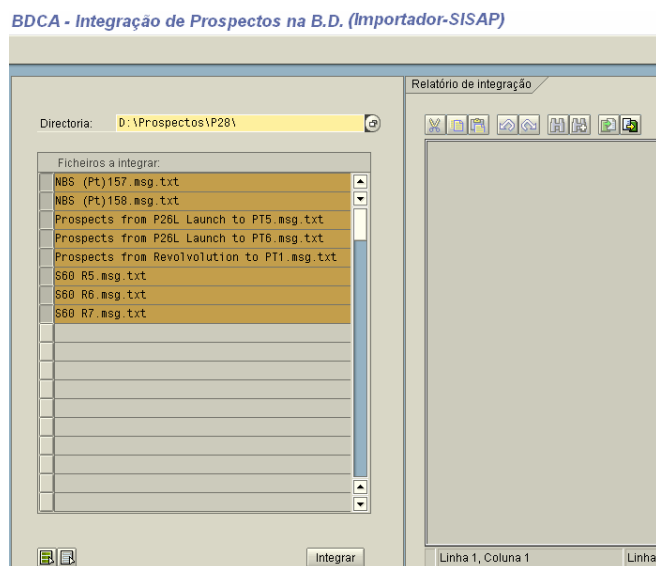 BDCA - Integração de Prospectos na B.D. (Importador-SISAP)
Relatório de integração
Directoria: D:\Prospectos\P28\
Ficheiros a integrar:
NBS (Pt)157.msg.txt
NBS (Pt)158.msg.txt
Prospects from P26L Launch to PT5.msg.txt
Prospects from P26L Launch to PT6.msg.txt
Prospects from Revolvolution to PT1.msg.txt
S60 R5.msg.txt
S60 R6.msg.txt
S60 R7.msg.txt
Integrar
Linha 1, Coluna 1
Linha